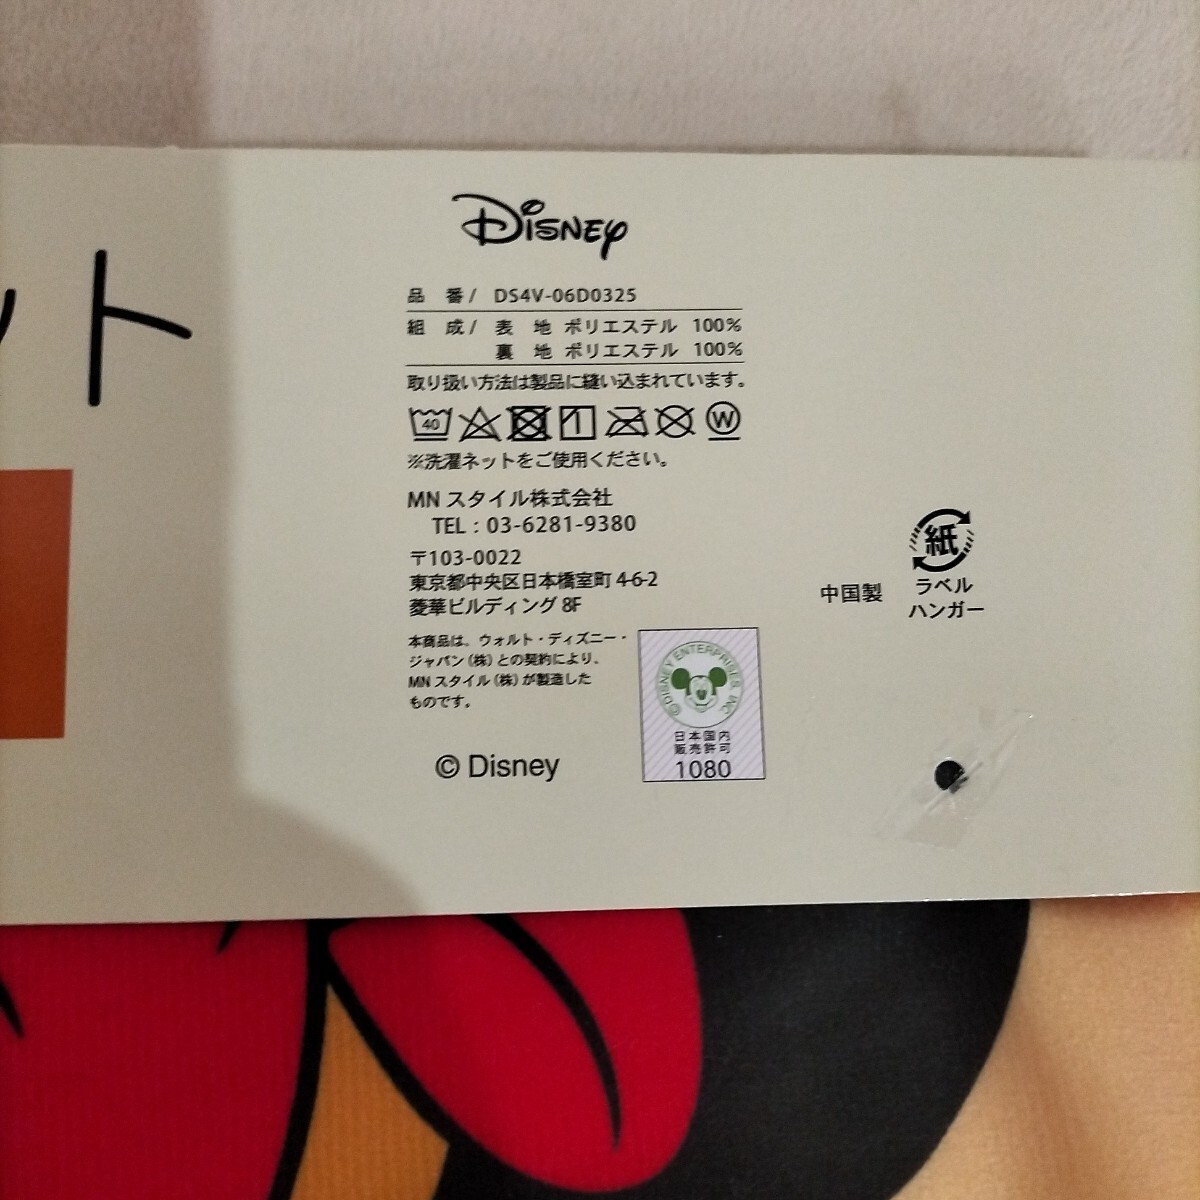 Disney
品 番/ DS4V-06D0325
組 成/ 表 地 ポリエステル 100%
裏 地 ポリエステル 100%
取り扱い方法は製品に縫い込まれています。
40 W
※洗濯ネットをご使用ください。
MN スタイル株式会社
TEL : 03-6281-9380
〒103-0022
東京都中央区日本橋室町 4-6-2
菱華ビルディング 8F
本商品は、ウォルト・ディズニー・
ジャパン(株)との契約により、
MN スタイル(株)が製造した
ものです。
© Disney
© DISNEY ENTERPRISES, INC
日本国内
販売許可
1080
中国製
紙
ラベル
ハンガー
ット